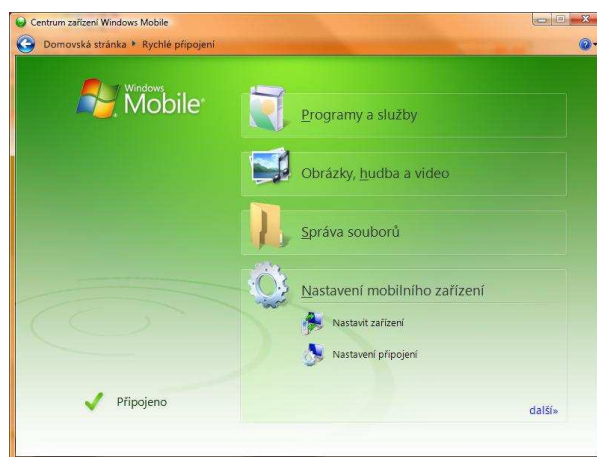 Centrum zařízení Windows Mobile
Domovská stránka Rychlé připojení
Windows
Mobile
Programy a služby
Obrázky, hudba a video
Správa souborů
Nastavení mobilního zařízení
Nastavit zařízení
Nastavení připojení
Připojeno
další»